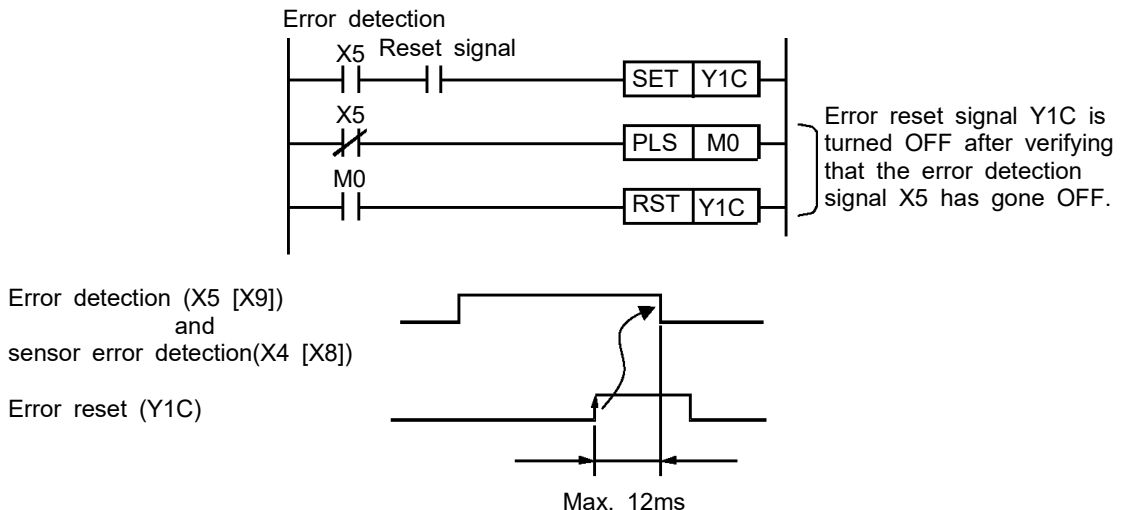 Error detection
X5 Reset signal
SET Y1C
X5
PLS M0
M0
RST Y1C
Error reset signal Y1C is
turned OFF after verifying
that the error detection
signal X5 has gone OFF.
Error detection (X5 [X9])
and
sensor error detection(X4 [X8])
Error reset (Y1C)
Max. 12ms